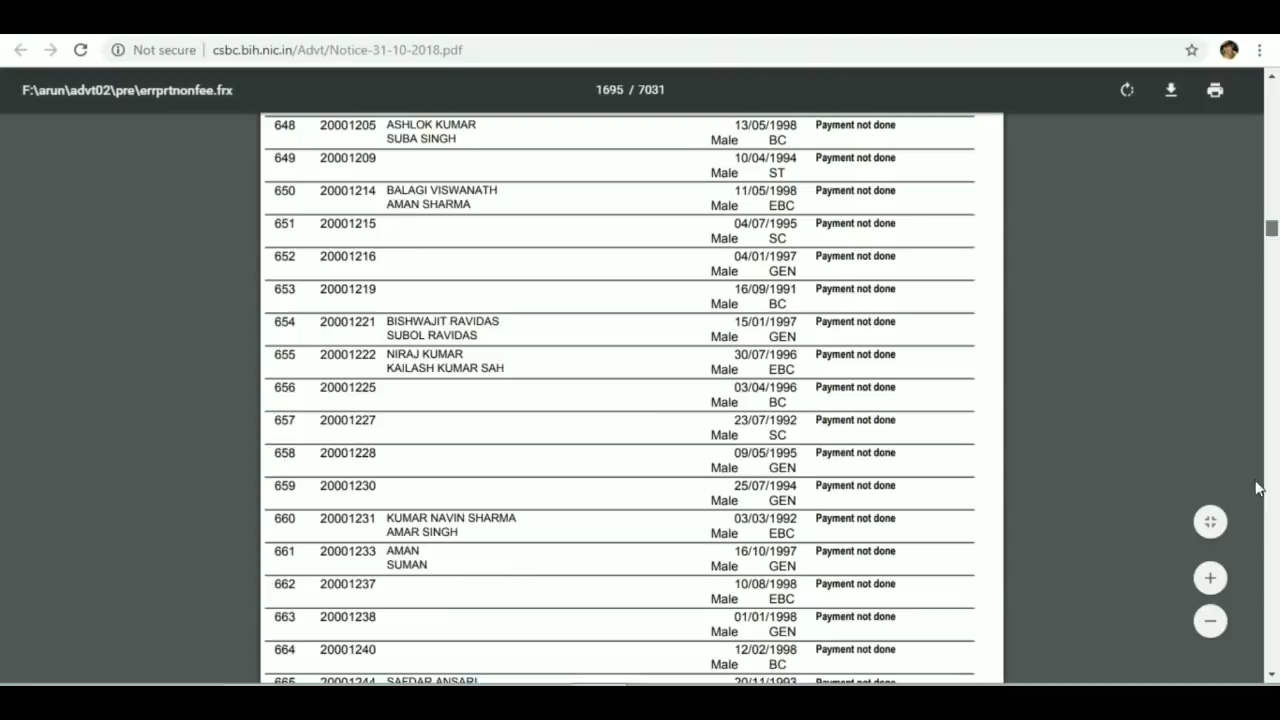 Not secure | csbc.bih.nic.in/Advt/Notice-31-10-2018.pdf
F:\arun\advt02\pre\errprtnonfee.frx 1695 / 7031
648 20001205 ASHLOK KUMAR 13/05/1998 Payment not done
SUBA SINGH Male BC
649 20001209 10/04/1994 Payment not done
Male ST
650 20001214 BALAGI VISWANATH 11/05/1998 Payment not done
AMAN SHARMA Male EBC
651 20001215 04/07/1995 Payment not done
Male SC
652 20001216 04/01/1997 Payment not done
Male GEN
653 20001219 16/09/1991 Payment not done
Male BC
654 20001221 BISHWAJIT RAVIDAS 15/01/1997 Payment not done
SUBOL RAVIDAS Male GEN
655 20001222 NIRAJ KUMAR 30/07/1996 Payment not done
KAILASH KUMAR SAH Male EBC
656 20001225 03/04/1996 Payment not done
Male BC
657 20001227 23/07/1992 Payment not done
Male SC
658 20001228 09/05/1995 Payment not done
Male GEN
659 20001230 25/07/1994 Payment not done
Male GEN
660 20001231 KUMAR NAVIN SHARMA 03/03/1992 Payment not done
AMAR SINGH Male EBC
661 20001233 AMAN 16/10/1997 Payment not done
SUMAN Male GEN
662 20001237 10/08/1998 Payment not done
Male EBC
663 20001238 01/01/1998 Payment not done
Male GEN
664 20001240 12/02/1998 Payment not done
Male BC
665 20001244 SAFDAR ANSARI 20/11/1993 Payment not done